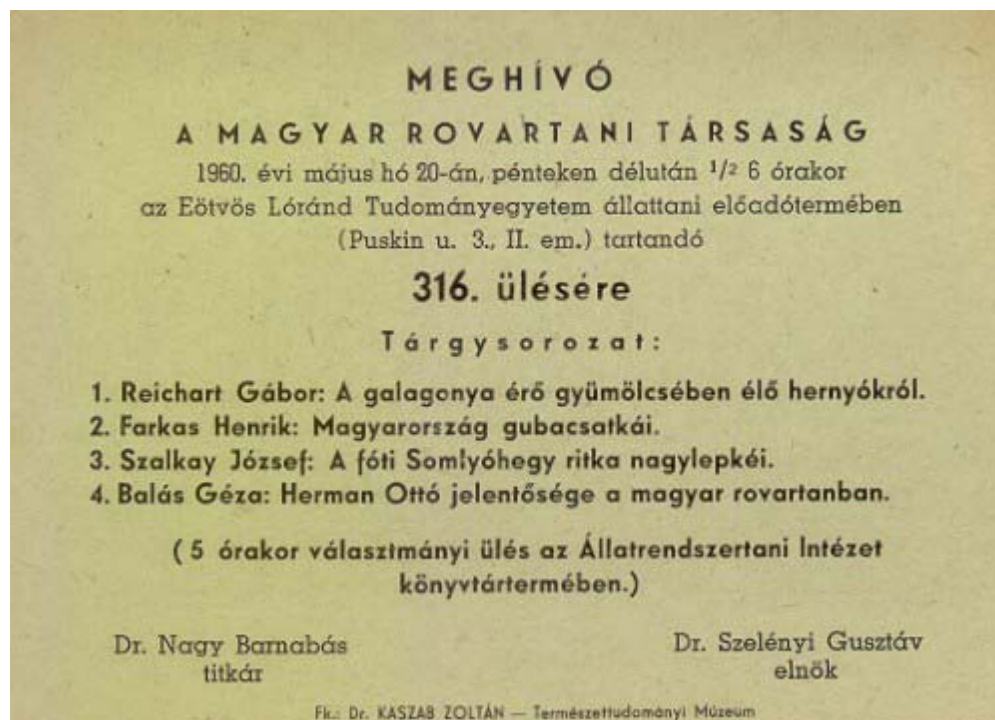 MEGHÍVÓ
A MAGYAR ROVARTANI TÁRSASÁG
1960. évi május hó 20-án, pénteken délután 1/2 6 órakor
az Eötvös Lóránd Tudományegyetem állattani előadótermében
(Puskin u. 3., II. em.) tartandó
316. ülésére
Tárgysorozat:
1. Reichart Gábor: A galagonya érő gyümölcsében élő hernyókról.
2. Farkas Henrik: Magyarország gubacsatkái.
3. Szalkay József: A fóti Somlyóhegy ritka nagylepkéi.
4. Balás Géza: Herman Ottó jelentősége a magyar rovartanban.
( 5 órakor választmányi ülés az Állatrendszertani Intézet
könyvtártermében.)
Dr. Nagy Barnabás
titkár
Dr. Szelényi Gusztáv
elnök
Fk.: Dr. KASZAB ZOLTÁN — Természettudományi Múzeum